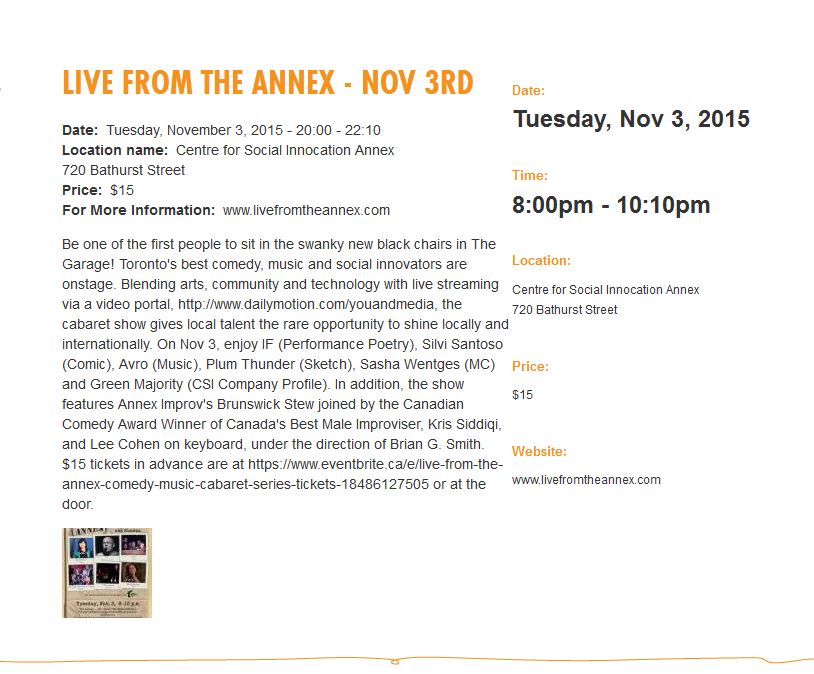 LIVE FROM THE ANNEX - NOV 3RD
Date: Tuesday, November 3, 2015 - 20:00 - 22:10
Location name: Centre for Social Innocation Annex
720 Bathurst Street
Price: $15
For More Information: www.livefromtheannex.com
Be one of the first people to sit in the swanky new black chairs in The
Garage! Toronto's best comedy, music and social innovators are
onstage. Blending arts, community and technology with live streaming
via a video portal, http://www.dailymotion.com/youandmedia, the
cabaret show gives local talent the rare opportunity to shine locally and
internationally. On Nov 3, enjoy IF (Performance Poetry), Silvi Santoso
(Comic), Avro (Music), Plum Thunder (Sketch), Sasha Wentges (MC)
and Green Majority (CSI Company Profile). In addition, the show
features Annex Improv's Brunswick Stew joined by the Canadian
Comedy Award Winner of Canada's Best Male Improviser, Kris Siddiqi,
and Lee Cohen on keyboard, under the direction of Brian G. Smith.
$15 tickets in advance are at https://www.eventbrite.ca/e/live-from-the-
annex-comedy-music-cabaret-series-tickets-18486127505 or at the
door.
ANNEX
Tuesday, Nov 3, 8-10 p.m.
Date:
Tuesday, Nov 3, 2015
Time:
8:00pm - 10:10pm
Location:
Centre for Social Innocation Annex
720 Bathurst Street
Price:
$15
Website:
www.livefromtheannex.com